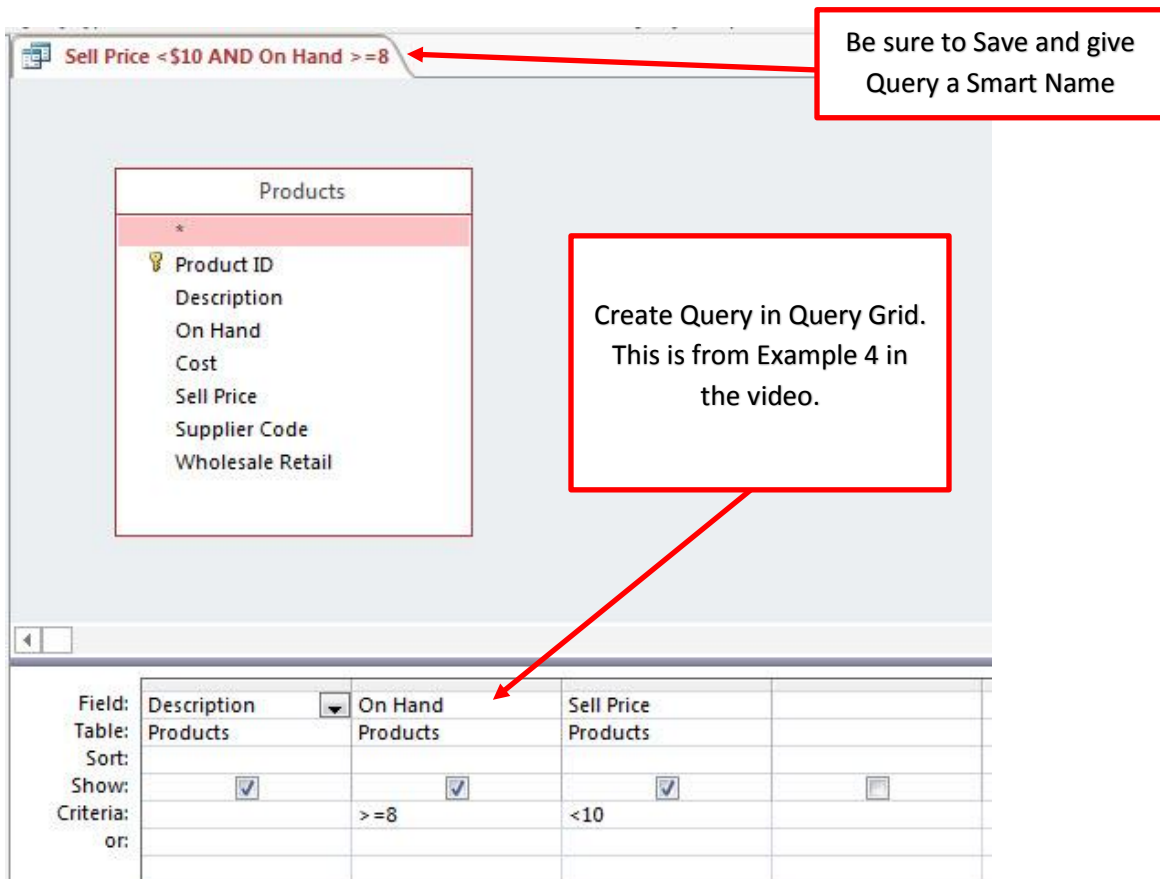 Sell Price <$10 AND On Hand >=8
Be sure to Save and give
Query a Smart Name
Products
*
Product ID
Description
On Hand
Cost
Sell Price
Supplier Code
Wholesale Retail
Create Query in Query Grid.
This is from Example 4 in
the video.
Field: Description On Hand Sell Price
Table: Products Products Products
Sort:
Show:
Criteria: >=8 <10
or: